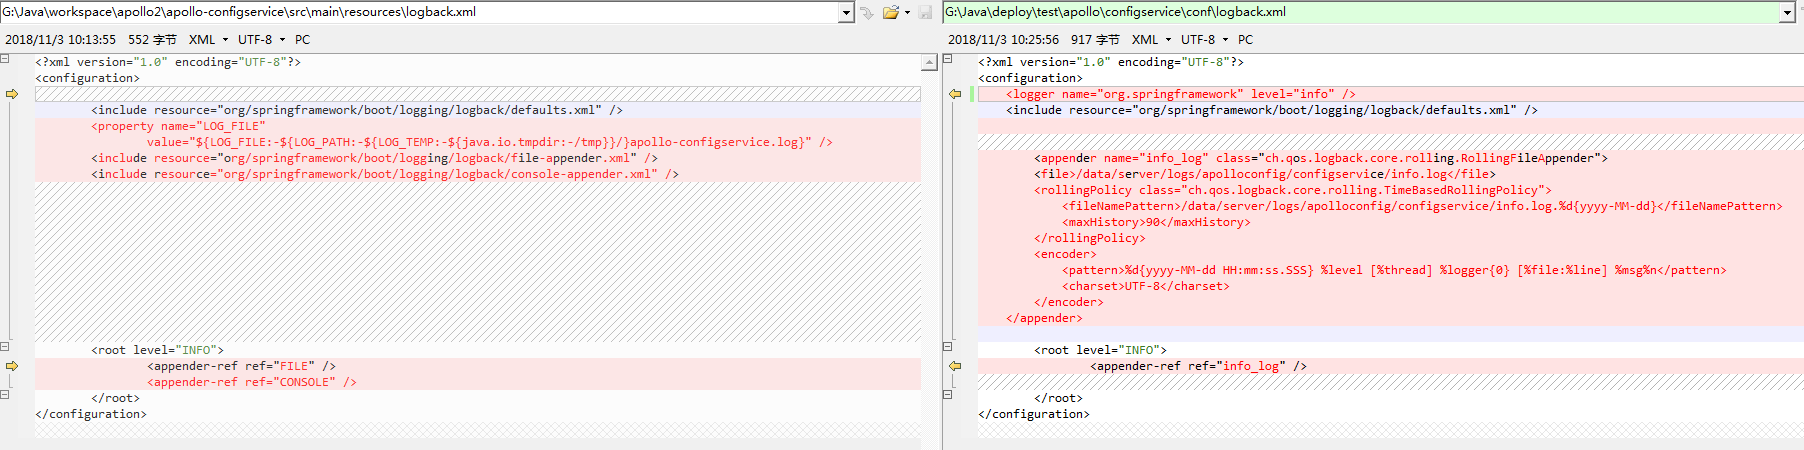 G:\Java\workspace\apollo2\apollo-configservice\src\main\resources\logback.xml
2018/11/3 10:13:55 552 字节 XML UTF-8 PC
<?xml version="1.0" encoding="UTF-8"?>
<configuration>
<include resource="org/springframework/boot/logging/logback/defaults.xml" />
<property name="LOG_FILE"
value="${LOG_FILE:-${LOG_PATH:-${LOG_TEMP:-${java.io.tmpdir:-/tmp}}/}apollo-configservice.log}" />
<include resource="org/springframework/boot/logging/logback/file-appender.xml" />
<include resource="org/springframework/boot/logging/logback/console-appender.xml" />
<root level="INFO">
<appender-ref ref="FILE" />
<appender-ref ref="CONSOLE" />
</root>
</configuration>
G:\Java\deploy\test\apollo\configservice\conf\logback.xml
2018/11/3 10:25:56 917 字节 XML UTF-8 PC
<?xml version="1.0" encoding="UTF-8"?>
<configuration>
<logger name="org.springframework" level="info" />
<include resource="org/springframework/boot/logging/logback/defaults.xml" />
<appender name="info_log" class="ch.qos.logback.core.rolling.RollingFileAppender">
<file>/data/server/logs/apolloconfig/configservice/info.log</file>
<rollingPolicy class="ch.qos.logback.core.rolling.TimeBasedRollingPolicy">
<fileNamePattern>/data/server/logs/apolloconfig/configservice/info.log.%d{yyyy-MM-dd}</fileNamePattern>
<maxHistory>90</maxHistory>
</rollingPolicy>
<encoder>
<pattern>%d{yyyy-MM-dd HH:mm:ss.SSS} %level [%thread] %logger{0} [%file:%line] %msg%n</pattern>
<charset>UTF-8</charset>
</encoder>
</appender>
<root level="INFO">
<appender-ref ref="info_log" />
</root>
</configuration>